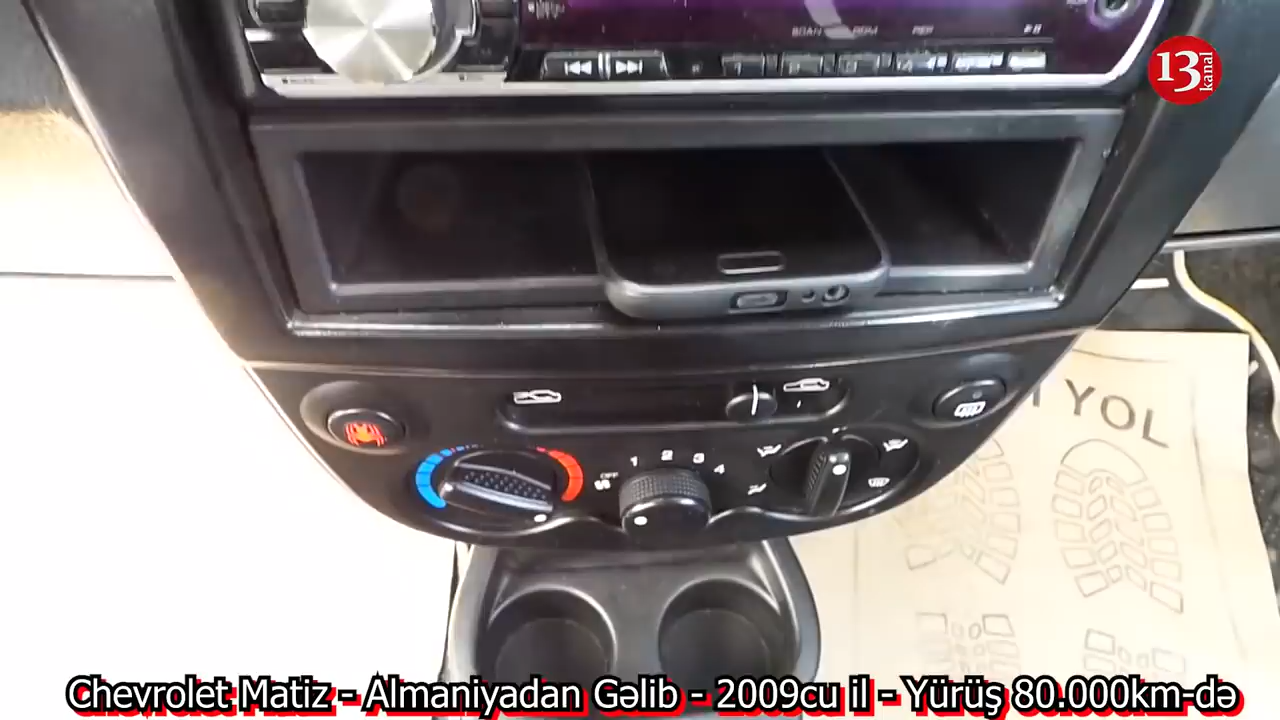 13
kanal
OFF
1
2
3
4
YOL
Chevrolet Matiz - Almaniyadan Gəlib - 2009cu il - Yürüş 80.000km-də